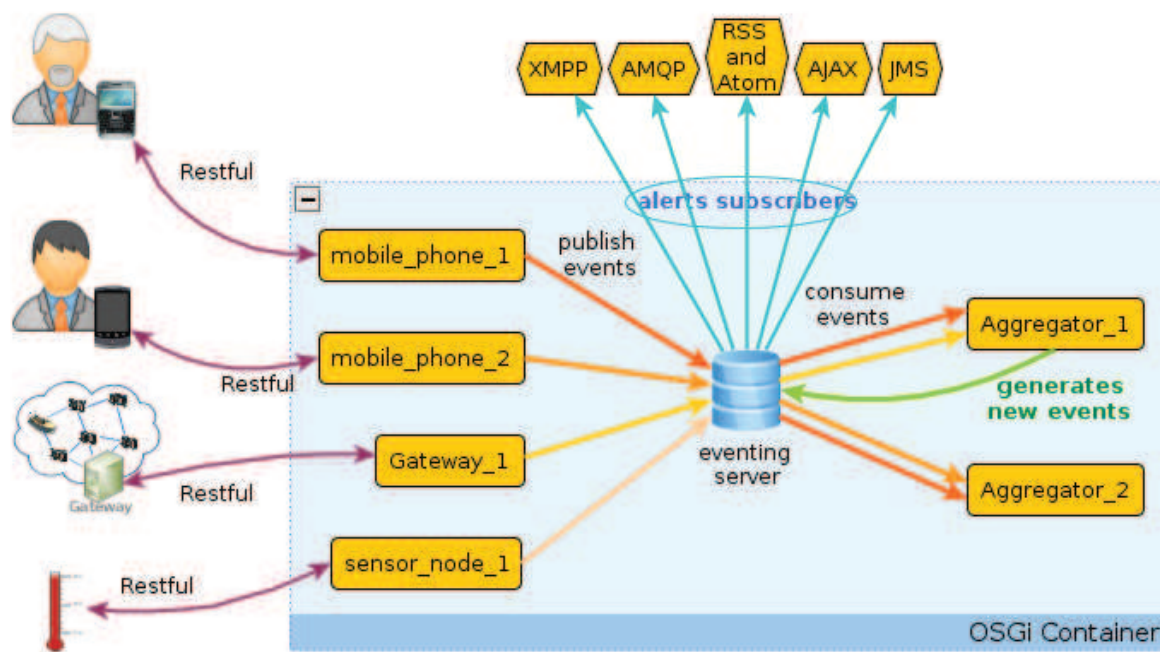 XMPP
AMQP
RSS
and
Atom
AJAX
JMS
Restful
alerts subscribers
mobile_phone_1
publish
events
consume
events
Aggregator_1
mobile_phone_2
Restful
generates
new events
Gateway_1
eventing
server
Restful
Gateway
Aggregator_2
sensor_node_1
Restful
OSGi Container